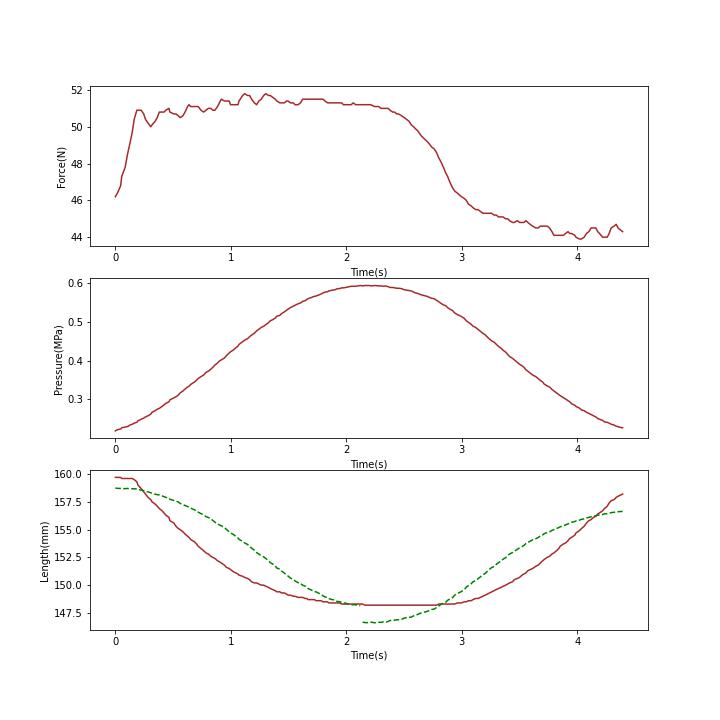 52
50
48
46
44
Force(N)
0 1 2 3 4
Time(s)
0.6
0.5
0.4
0.3
Pressure(MPa)
0 1 2 3 4
Time(s)
160.0
157.5
155.0
152.5
150.0
147.5
Length(mm)
0 1 2 3 4
Time(s)